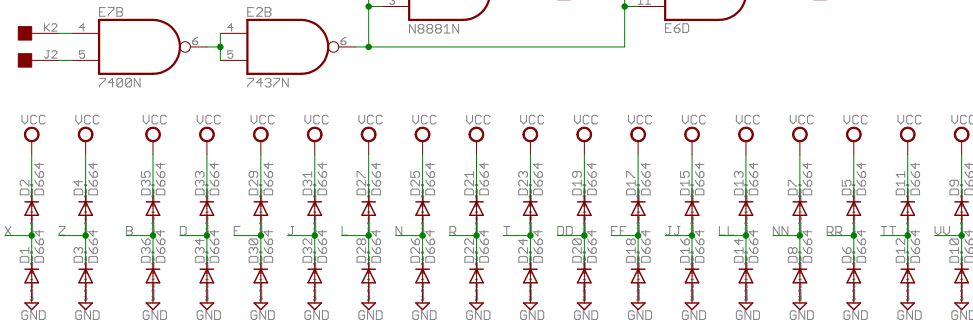 E7B E2B
K2 4 6 4 6 3 11
J2 5 5 N8881N E6D
7400N 7437N
VCC VCC VCC VCC VCC VCC VCC VCC VCC VCC VCC VCC VCC VCC VCC VCC VCC VCC
D2 D4 D35 D33 D29 D31 D27 D25 D21 D23 D19 D17 D15 D13 D7 D5 D11 D9
D664 D664 D664 D664 D664 D664 D664 D664 D664 D664 D664 D664 D664 D664 D664 D664 D664 D664
X Z B D F J L N R T DD FF JJ LL NN RR TT VV
D1 D3 D36 D34 D30 D32 D28 D26 D22 D24 D20 D18 D16 D14 D8 D6 D12 D10
D664 D664 D664 D664 D664 D664 D664 D664 D664 D664 D664 D664 D664 D664 D664 D664 D664 D664
GND GND GND GND GND GND GND GND GND GND GND GND GND GND GND GND GND GND